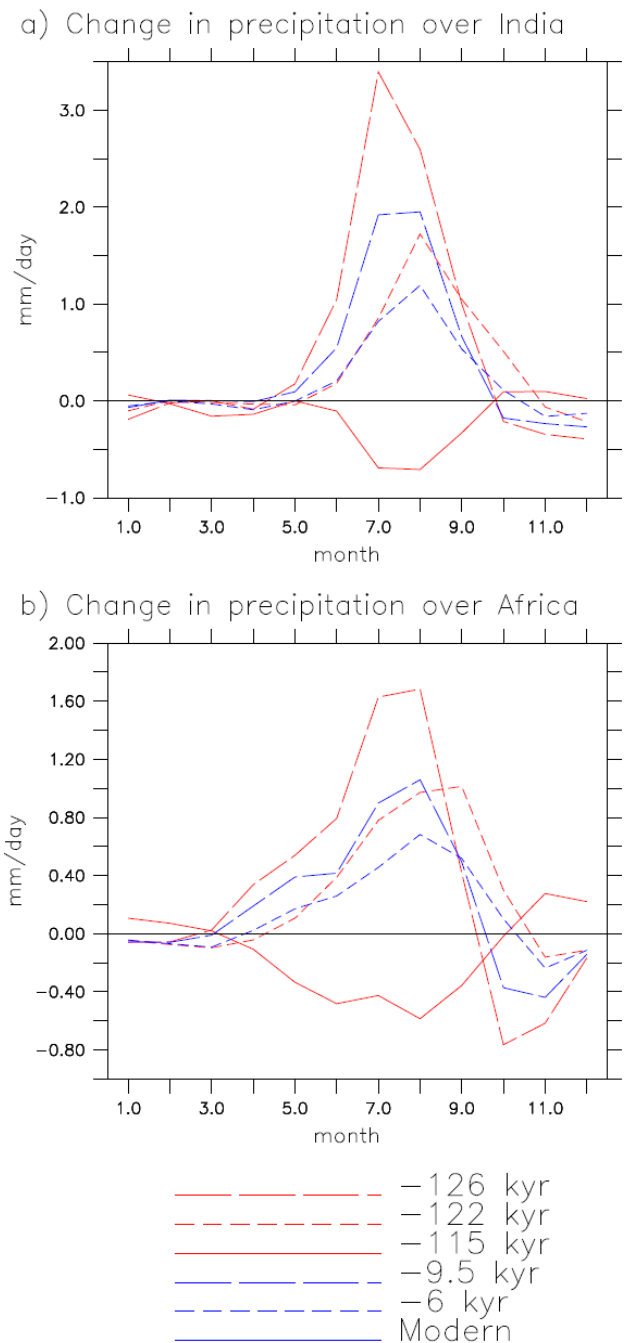 a) Change in precipitation over India
3.0
2.0
1.0
0.0
−1.0
mm/day
1.0 3.0 5.0 7.0 9.0 11.0
month
b) Change in precipitation over Africa
2.00
1.60
1.20
0.80
0.40
0.00
−0.40
−0.80
mm/day
1.0 3.0 5.0 7.0 9.0 11.0
month
−126 kyr
−122 kyr
−115 kyr
−9.5 kyr
−6 kyr
Modern